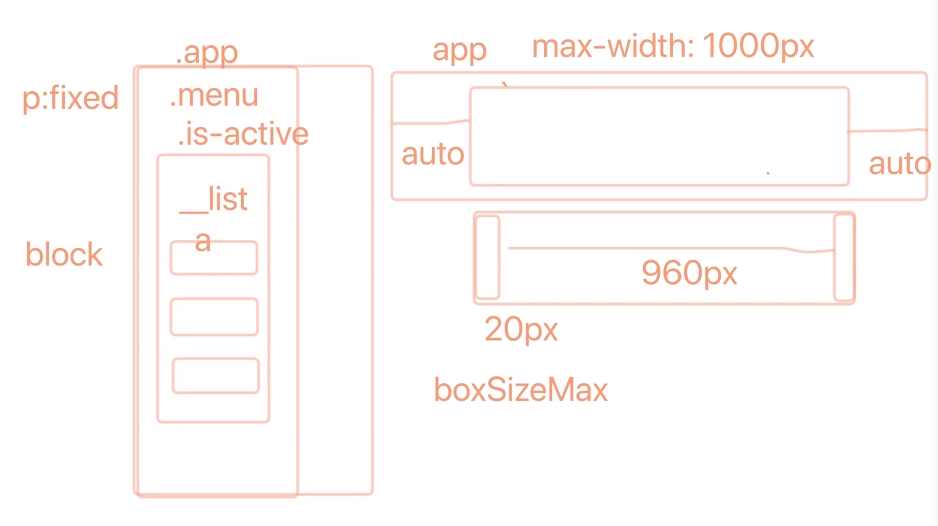 .app
p:fixed
.menu
.is-active
__list
a
block
app
max-width: 1000px
auto
auto
960px
20px
boxSizeMax